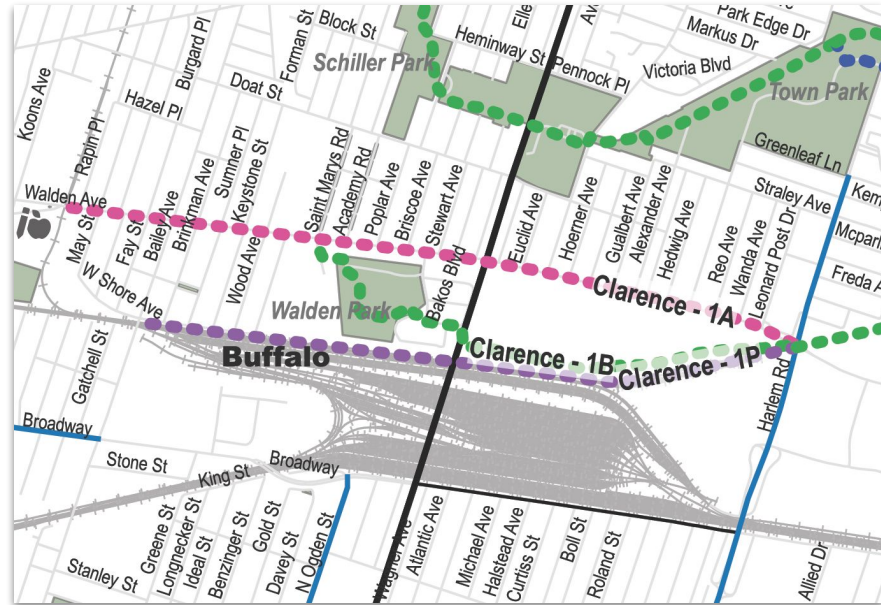 Block St
Elle
Av
Park Edge Dr
Markus Dr
Heminway St
Schiller Park
Pennock Pl
Victoria Blvd
Town Park
Koons Ave
Burgard Pl
Forman St
Doat St
Hazel Pl
Rapin Pl
Greenleaf Ln
Straley Ave
Kem
Walden Ave
Sumner Pl
Keystone St
Saint Marys Rd
Academy Rd
Poplar Ave
Briscoe Ave
Stewart Ave
Euclid Ave
Hoerner Ave
Gualbert Ave
Alexander Ave
Hedwig Ave
Reo Ave
Wanda Ave
Leonard Post Dr
Mcparli
Freda A
May St
Fay St
Bailey Ave
Brinkman Ave
Wood Ave
W Shore Ave
Walden Park
Bakos Blvd
Clarence - 1A
Clarence - 1B
Clarence - 1P
Buffalo
Gatchell St
Harlem Rd
Broadway
Stone St
King St
Broadway
Greene St
Longnecker St
Ideal St
Benzinger St
Gold St
Davey St
N Ogden St
Wagner Ave
Atlantic Ave
Michael Ave
Halstead Ave
Curtiss St
Boll St
Roland St
Allied Dr
Stanley St